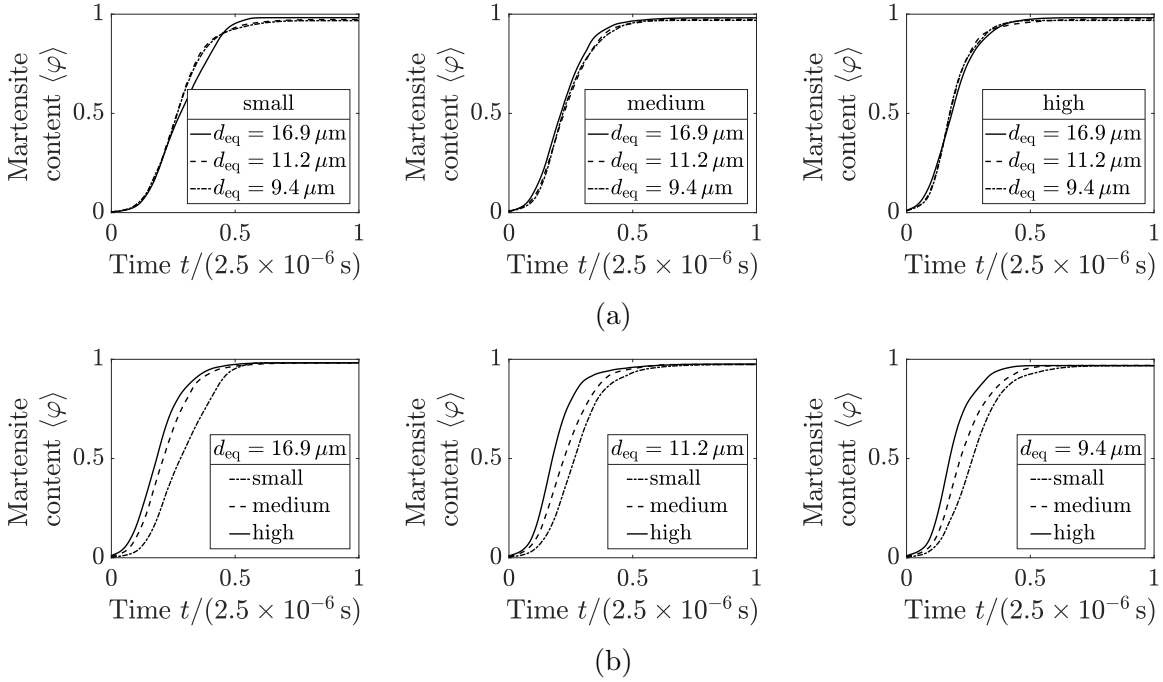 Martensite
content ⟨φ⟩
1
0.5
0
small
d_eq = 16.9 μm
d_eq = 11.2 μm
d_eq = 9.4 μm
0 0.5 1
Time t/(2.5 × 10⁻⁶ s)
Martensite
content ⟨φ⟩
1
0.5
0
medium
d_eq = 16.9 μm
d_eq = 11.2 μm
d_eq = 9.4 μm
0 0.5 1
Time t/(2.5 × 10⁻⁶ s)
Martensite
content ⟨φ⟩
1
0.5
0
high
d_eq = 16.9 μm
d_eq = 11.2 μm
d_eq = 9.4 μm
0 0.5 1
Time t/(2.5 × 10⁻⁶ s)
(a)
Martensite
content ⟨φ⟩
1
0.5
0
d_eq = 16.9 μm
small
medium
high
0 0.5 1
Time t/(2.5 × 10⁻⁶ s)
Martensite
content ⟨φ⟩
1
0.5
0
d_eq = 11.2 μm
small
medium
high
0 0.5 1
Time t/(2.5 × 10⁻⁶ s)
Martensite
content ⟨φ⟩
1
0.5
0
d_eq = 9.4 μm
small
medium
high
0 0.5 1
Time t/(2.5 × 10⁻⁶ s)
(b)